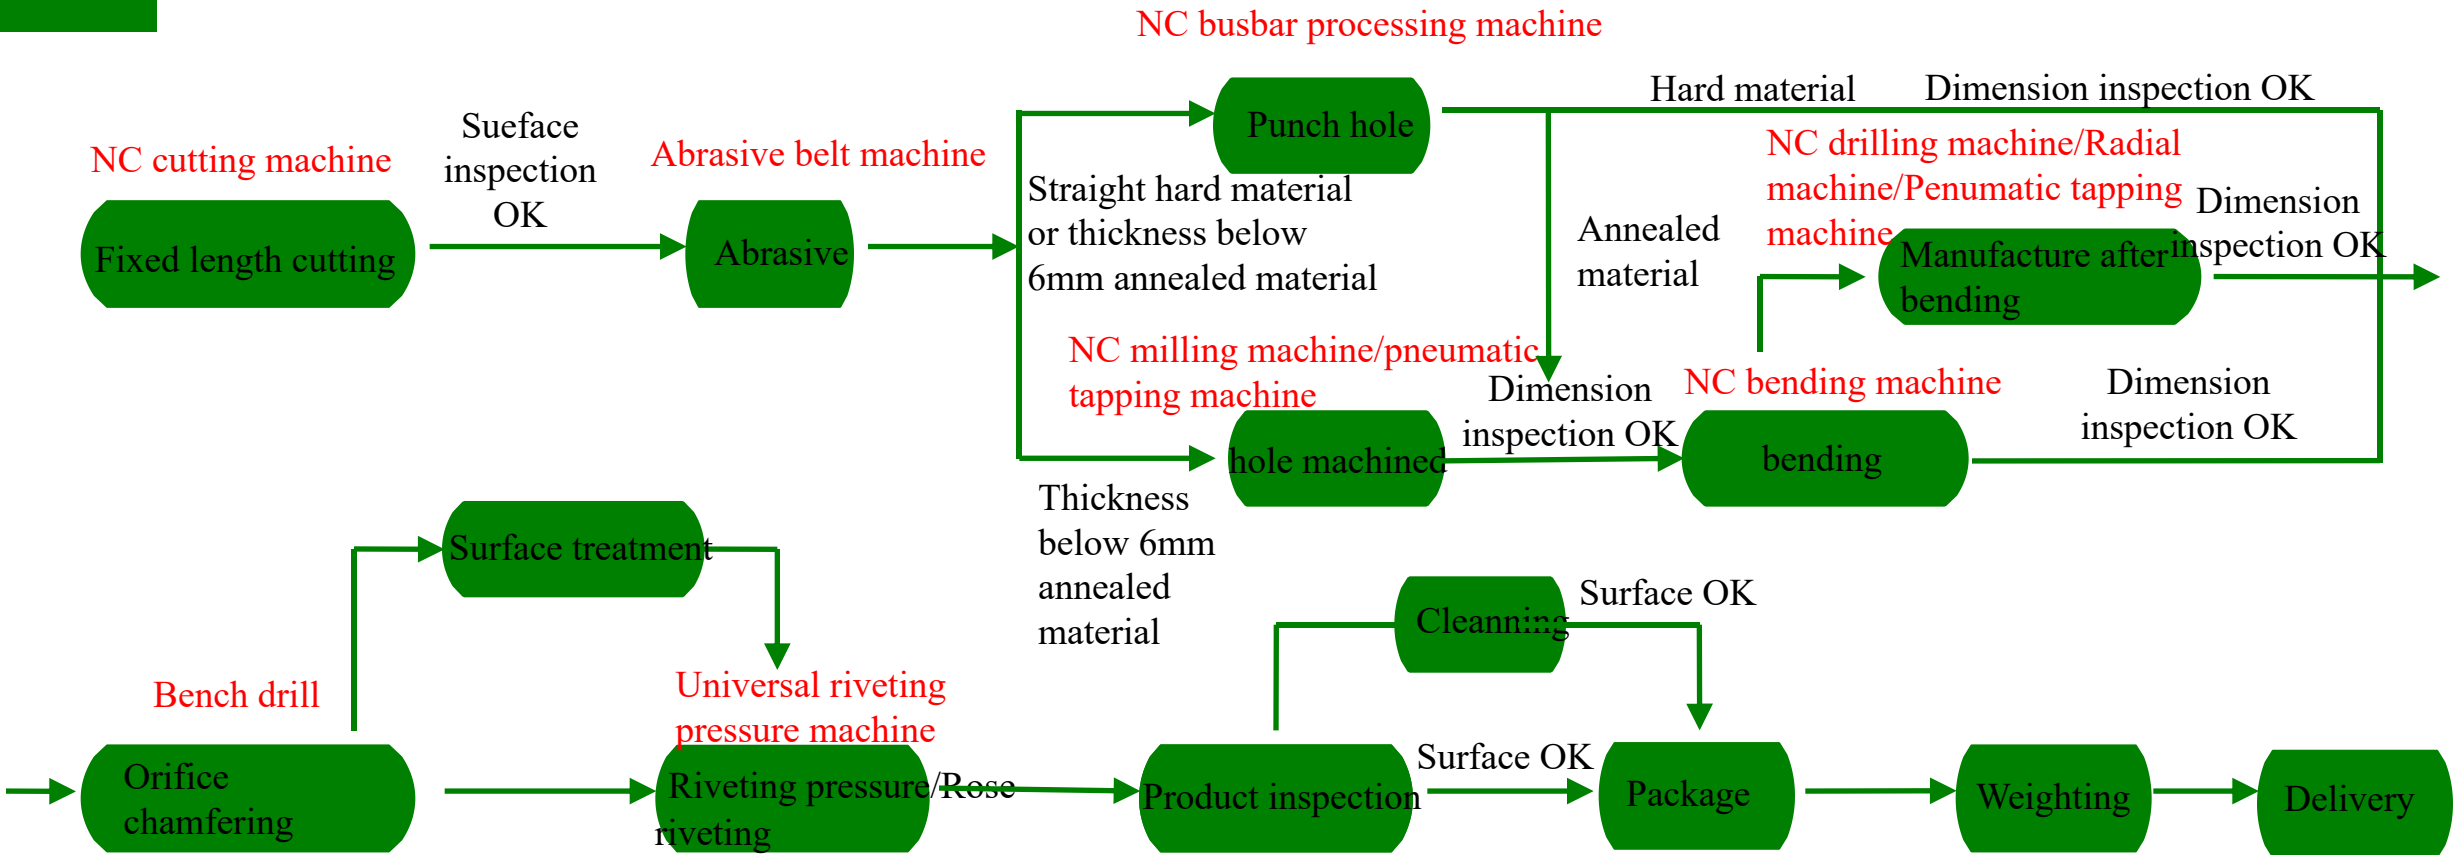 NC busbar processing machine
Punch hole
Hard material
Dimension inspection OK
Sueface
inspection
OK
NC cutting machine
Abrasive belt machine
Fixed length cutting
Abrasive
Straight hard material
or thickness below
6mm annealed material
Annealed
material
NC drilling machine/Radial
machine/Penumatic tapping
machine
Dimension
inspection OK
Manufacture after
bending
NC milling machine/pneumatic
tapping machine
Dimension
inspection OK
NC bending machine
Dimension
inspection OK
hole machined
bending
Thickness
below 6mm
annealed
material
Surface treatment
Cleanning
Surface OK
Bench drill
Universal riveting
pressure machine
Orifice
chamfering
Riveting pressure/Rose
riveting
Product inspection
Surface OK
Package
Weighting
Delivery